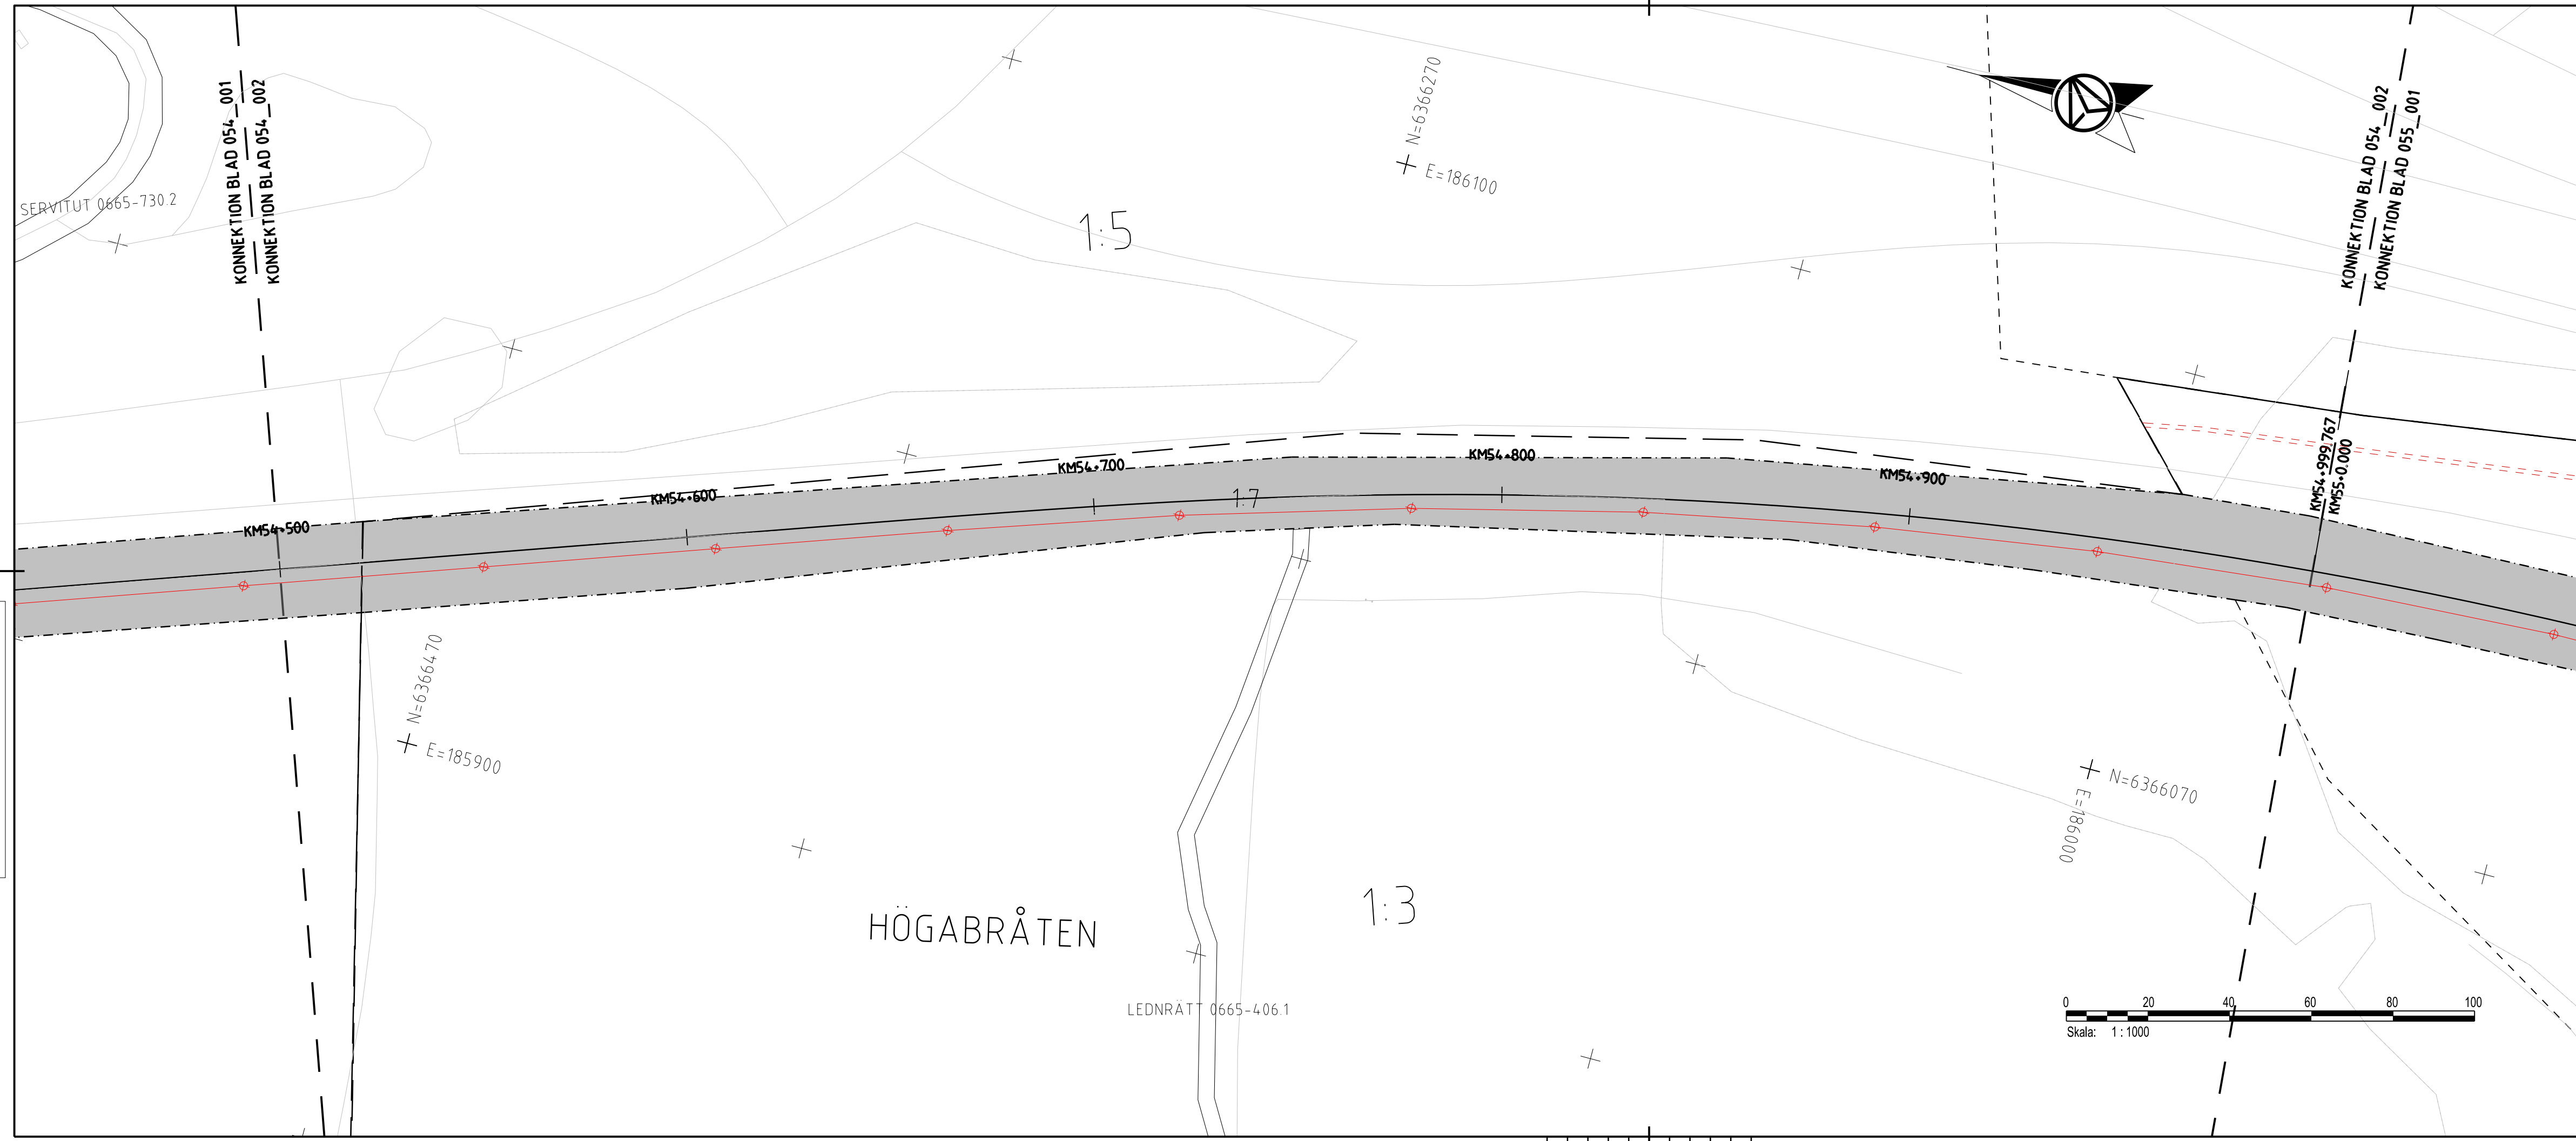 KONNEKTION BLAD 054_001
KONNEKTION BLAD 054_002
SERVITUT 0665-730.2
N=6366270
E=186100
1:5
KONNEKTION BLAD 054_002
KONNEKTION BLAD 055_001
KM54+500
KM54+600
KM54+700
1:7
KM54+800
KM54+900
KM54+999.767
KM55+0.000
N=6366470
E=185900
N=6366070
E=186000
HÖGABRÅTEN
1:3
LEDNRÄTT 0665-406.1
0 20 40 60 80 100
Skala: 1 : 1000